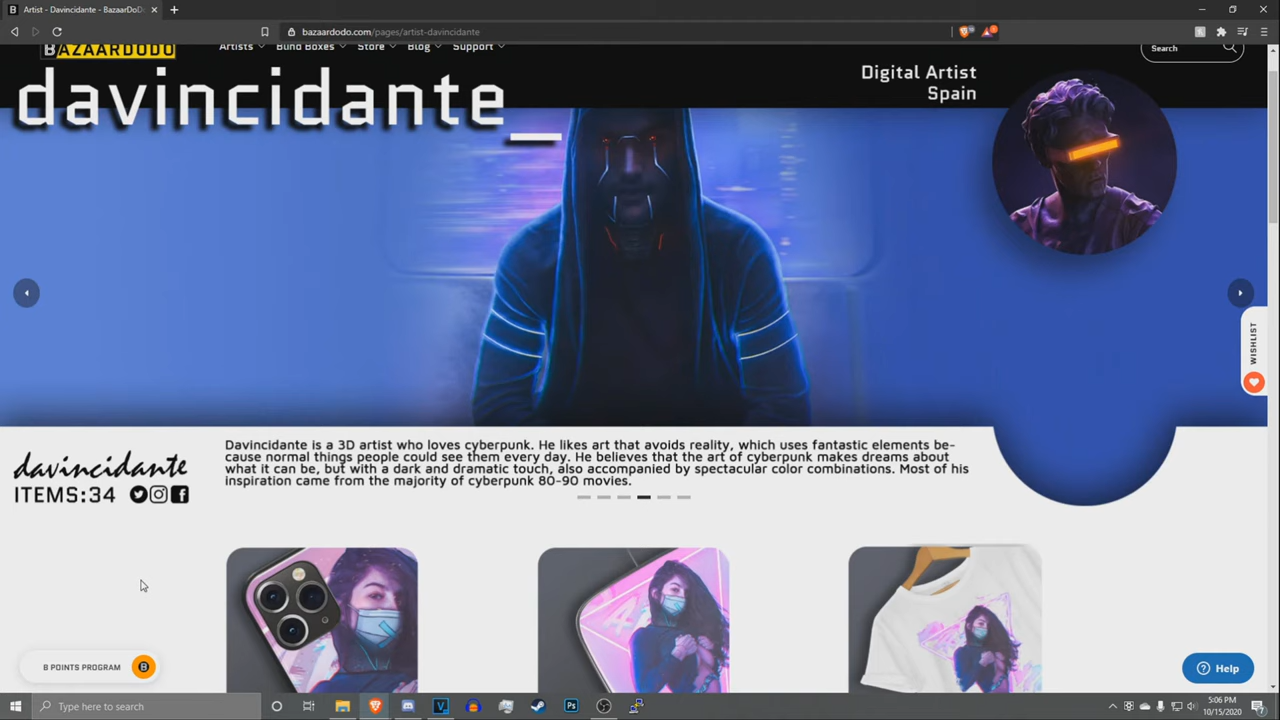 Artist - Davincidante - BazaarDoD
bazaardodo.com/pages/artist-davincidante
BAZAARDODO
Artists Blind Boxes Store Blog Support
Search
davincidante_
Digital Artist
Spain
WISHLIST
davincidante
ITEMS:34
Davincidante is a 3D artist who loves cyberpunk. He likes art that avoids reality, which uses fantastic elements be-
cause normal things people could see them every day. He believes that the art of cyberpunk makes dreams about
what it can be, but with a dark and dramatic touch, also accompanied by spectacular color combinations. Most of his
inspiration came from the majority of cyberpunk 80-90 movies.
B POINTS PROGRAM
B
Help
Type here to search
5:06 PM
10/15/2020